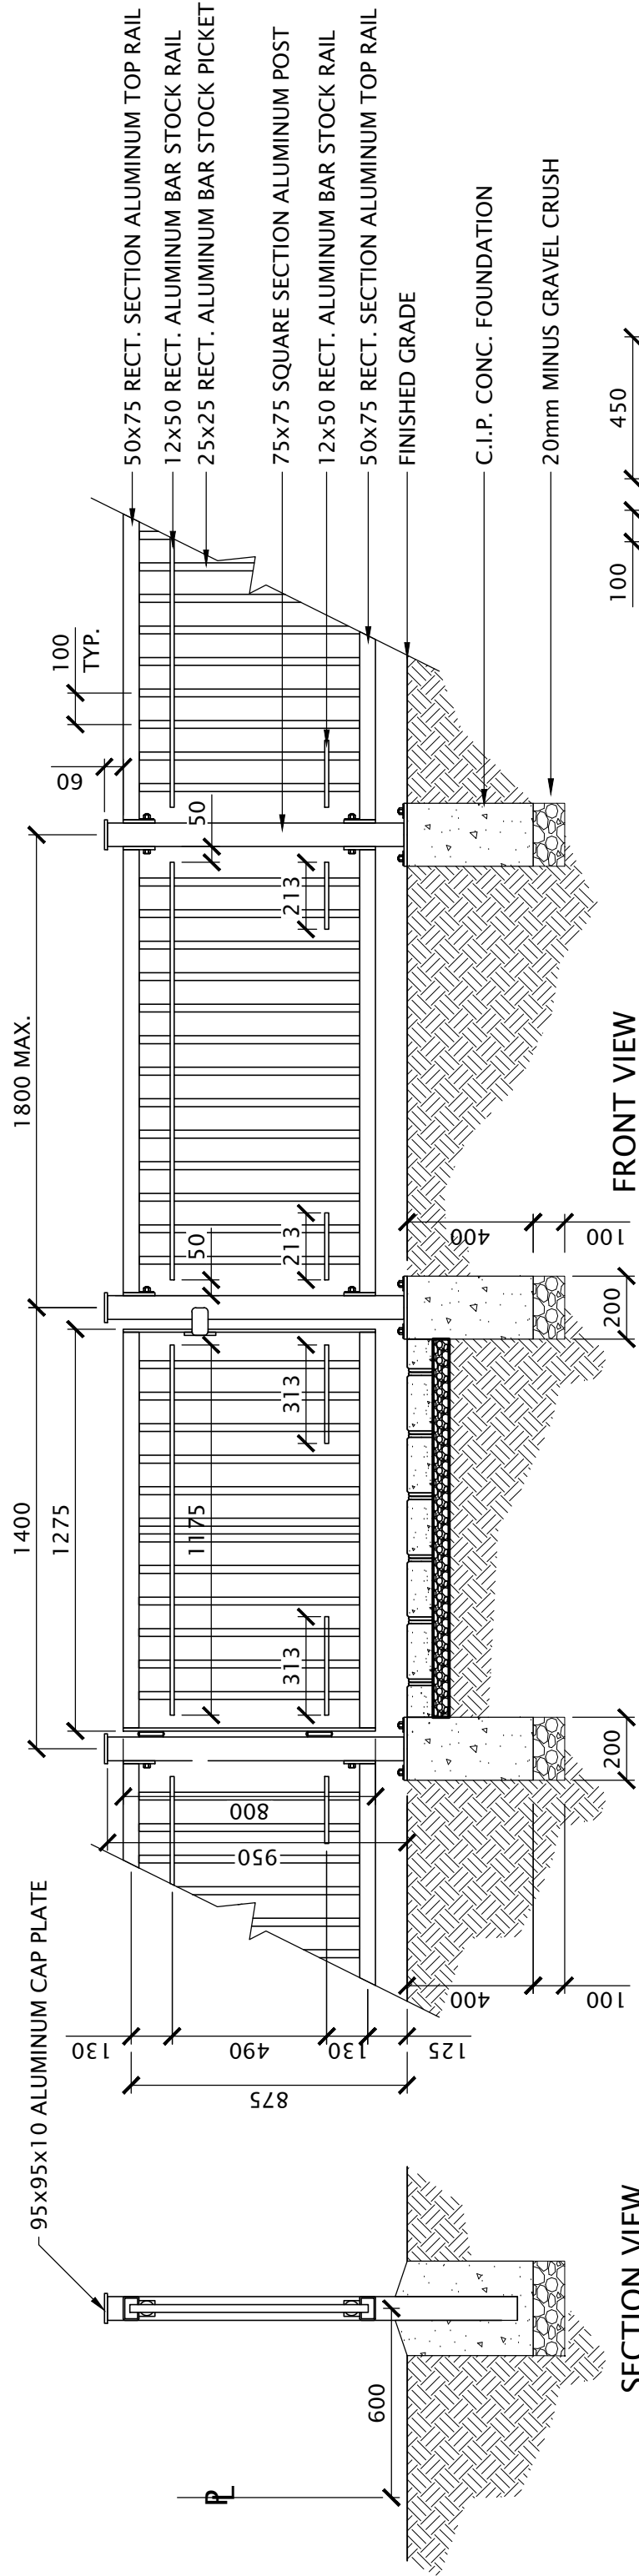 95x95x10 ALUMINUM CAP PLATE
1400
1275
1800 MAX.
60
100
TYP.
50x75 RECT. SECTION ALUMINUM TOP RAIL
12x50 RECT. ALUMINUM BAR STOCK RAIL
25x25 RECT. ALUMINUM BAR STOCK PICKET
75x75 SQUARE SECTION ALUMINUM POST
12x50 RECT. ALUMINUM BAR STOCK RAIL
50x75 RECT. SECTION ALUMINUM TOP RAIL
FINISHED GRADE
C.I.P. CONC. FOUNDATION
20mm MINUS GRAVEL CRUSH
130
490
130
125
875
800
950
1175
313
313
50
213
50
213
PL
600
400
100
200
200
400
100
100
450
SECTION VIEW
FRONT VIEW